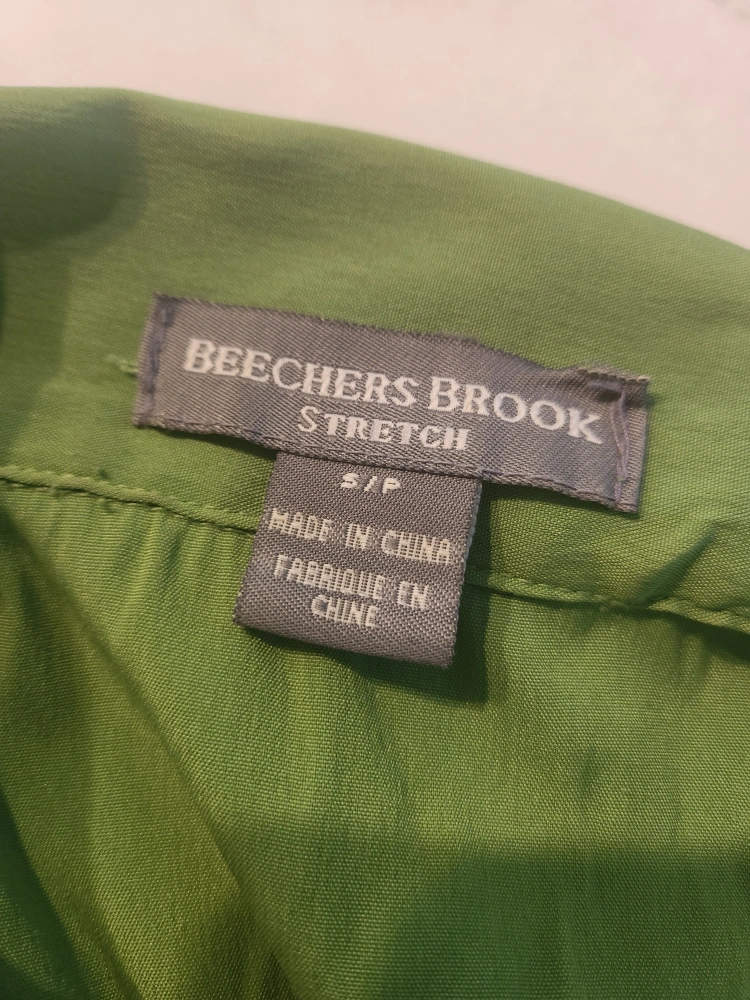 BEECHERS BROOK
STRETCH
S/P
MADE IN CHINA
FABRIQUE EN
CHINE